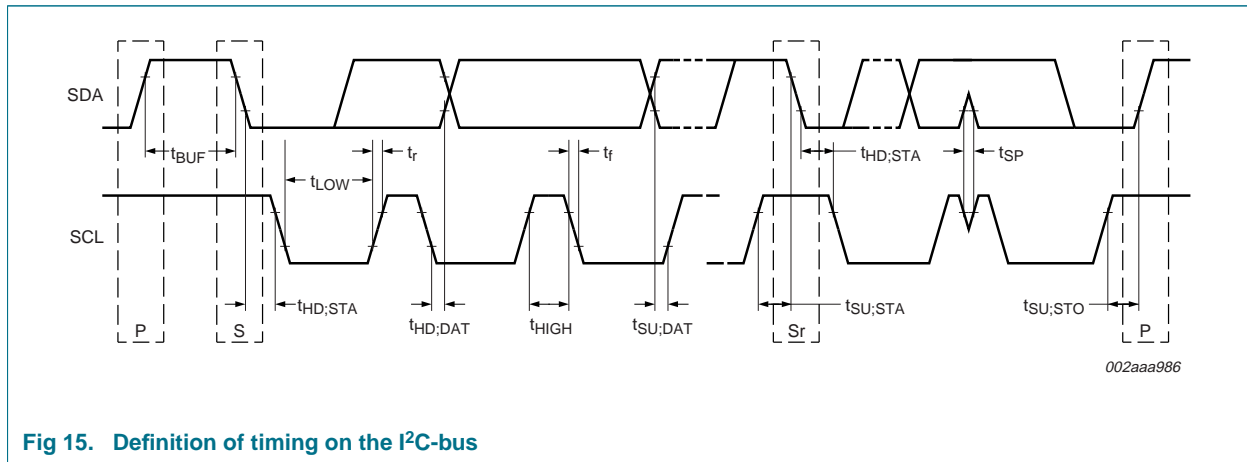 SDA
tBUF
tr
tf
tHD;STA
tSP
tLOW
SCL
tHD;STA
tHD;DAT
tHIGH
tSU;DAT
tSU;STA
tSU;STO
P
S
Sr
P
002aaa986
Fig 15. Definition of timing on the I²C-bus